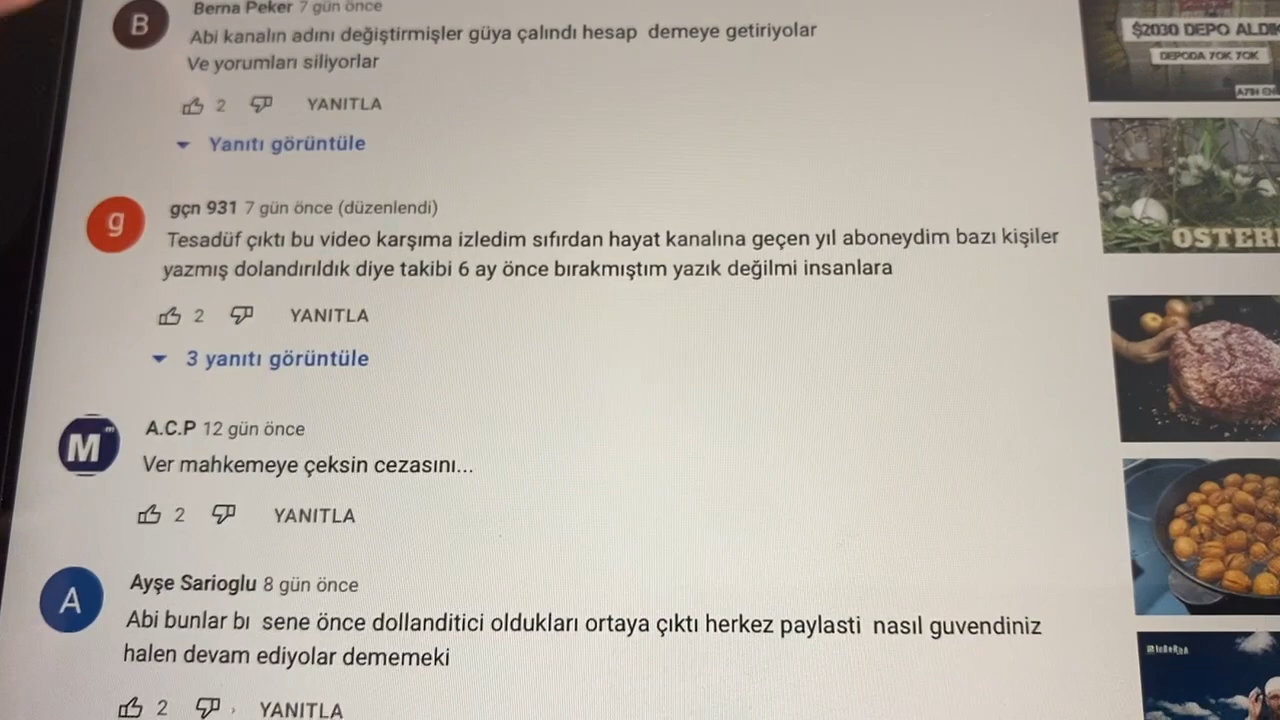 B
Berna Peker 7 gün önce
Abi kanalın adını değiştirmişler güya çalındı hesap demeye getiriyolar
Ve yorumları siliyorlar
2 YANITLA
Yanıtı görüntüle
g
gçn 931 7 gün önce (düzenlendi)
Tesadüf çıktı bu video karşıma izledim sıfırdan hayat kanalına geçen yıl aboneydim bazı kişiler
yazmış dolandırıldık diye takibi 6 ay önce bırakmıştım yazık değilmi insanlara
2 YANITLA
3 yanıtı görüntüle
M
A.C.P 12 gün önce
Ver mahkemeye çeksin cezasını...
2 YANITLA
A
Ayşe Sarioglu 8 gün önce
Abi bunlar bı sene önce dollanditici oldukları ortaya çıktı herkez paylasti nasıl guvendiniz
halen devam ediyolar dememeki
2 YANITLA
$2030 DEPO ALDIK
DEPODA YOK YOK
OSTER